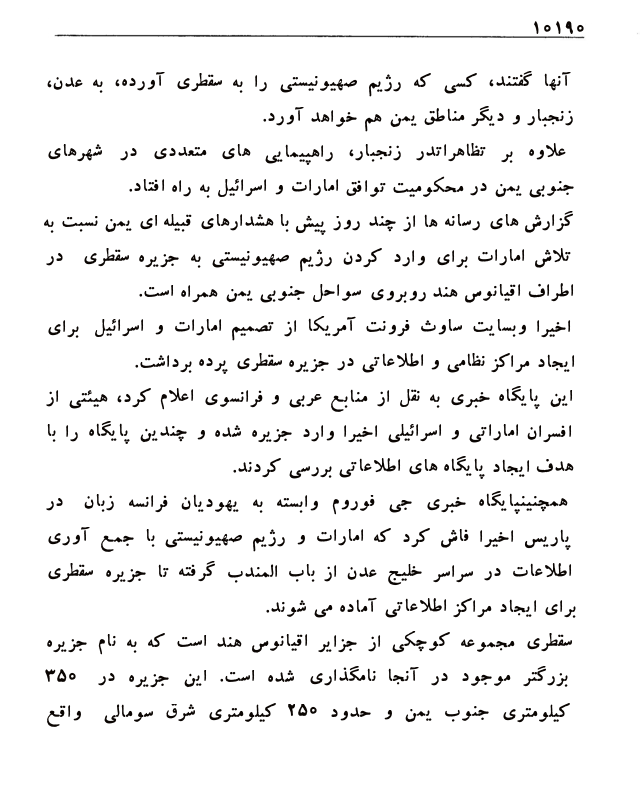 ۱۰۱۹۰
آنها گفتند، کسی که رژیم صهیونیستی را به سقطری آورده، به عدن،
زنجبار و دیگر مناطق یمن هم خواهد آورد.
علاوه بر تظاهراتدر زنجبار، راهپیمایی های متعددی در شهرهای
جنوبی یمن در محکومیت توافق امارات و اسرائیل به راه افتاد.
گزارش های رسانه ها از چند روز پیش با هشدارهای قبیله ای یمن نسبت به
تلاش امارات برای وارد کردن رژیم صهیونیستی به جزیره سقطری در
اطراف اقیانوس هند روبروی سواحل جنوبی یمن همراه است.
اخیرا وبسایت ساوث فرونت آمریکا از تصمیم امارات و اسرائیل برای
ایجاد مراکز نظامی و اطلاعاتی در جزیره سقطری پرده برداشت.
این پایگاه خبری به نقل از منابع عربی و فرانسوی اعلام کرد، هیئتی از
افسران اماراتی و اسرائیلی اخیرا وارد جزیره شده و چندین پایگاه را با
هدف ایجاد پایگاه های اطلاعاتی بررسی کردند.
همچنینپایگاه خبری جی فوروم وابسته به یهودیان فرانسه زبان در
پاریس اخیرا فاش کرد که امارات و رژیم صهیونیستی با جمع آوری
اطلاعات در سراسر خلیج عدن از باب المندب گرفته تا جزیره سقطری
برای ایجاد مراکز اطلاعاتی آماده می شوند.
سقطری مجموعه کوچکی از جزایر اقیانوس هند است که به نام جزیره
بزرگتر موجود در آنجا نامگذاری شده است. این جزیره در ۳۵۰
کیلومتری جنوب یمن و حدود ۲۵۰ کیلومتری شرق سومالی واقع